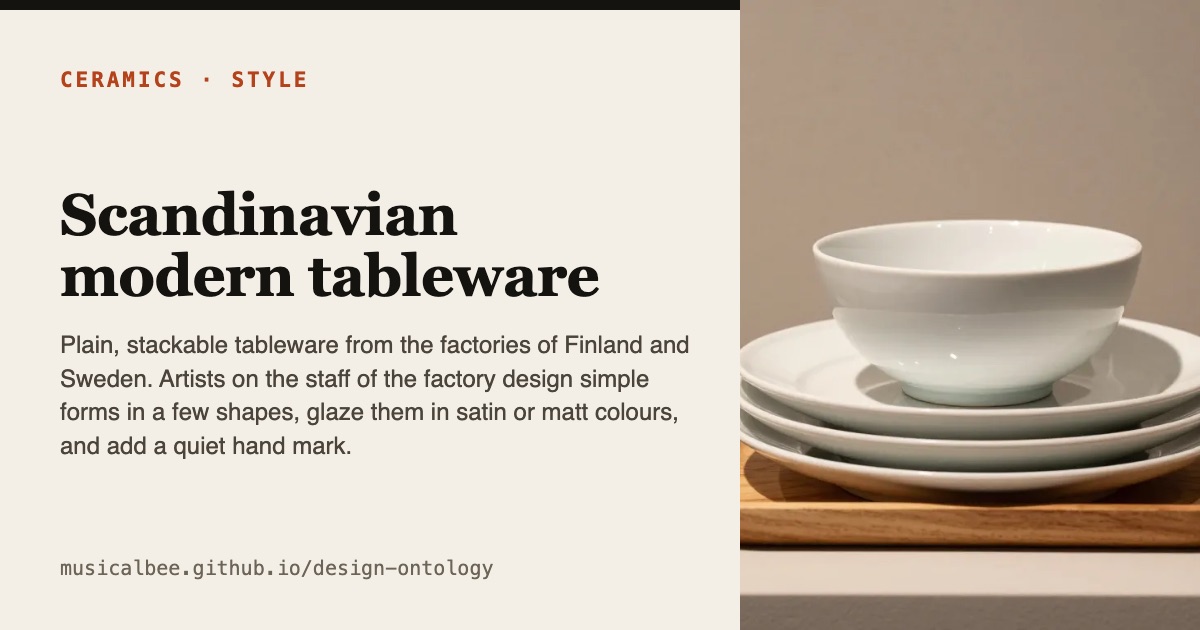 CERAMICS · STYLE
Scandinavian
modern tableware
Plain, stackable tableware from the factories of Finland and
Sweden. Artists on the staff of the factory design simple
forms in a few shapes, glaze them in satin or matt colours,
and add a quiet hand mark.
musicalbee.github.io/design-ontology